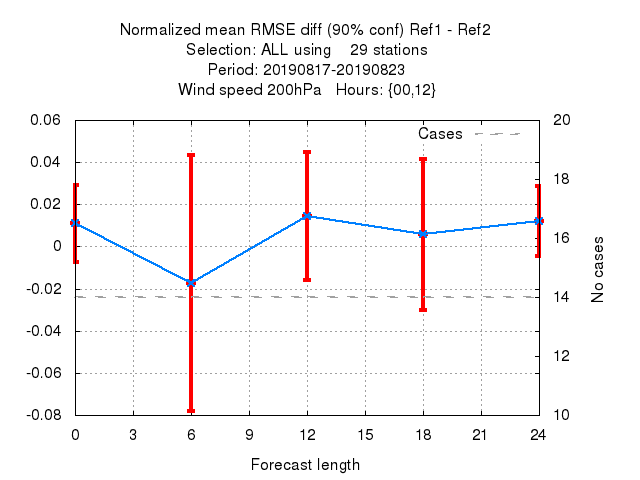 Normalized mean RMSE diff (90% conf) Ref1 - Ref2
Selection: ALL using    29 stations
Period: 20190817-20190823
Wind speed 200hPa   Hours: {00,12}
Cases
0.06
0.04
0.02
0
-0.02
-0.04
-0.06
-0.08
20
18
16
14
12
10
No cases
0 3 6 9 12 15 18 21 24
Forecast length